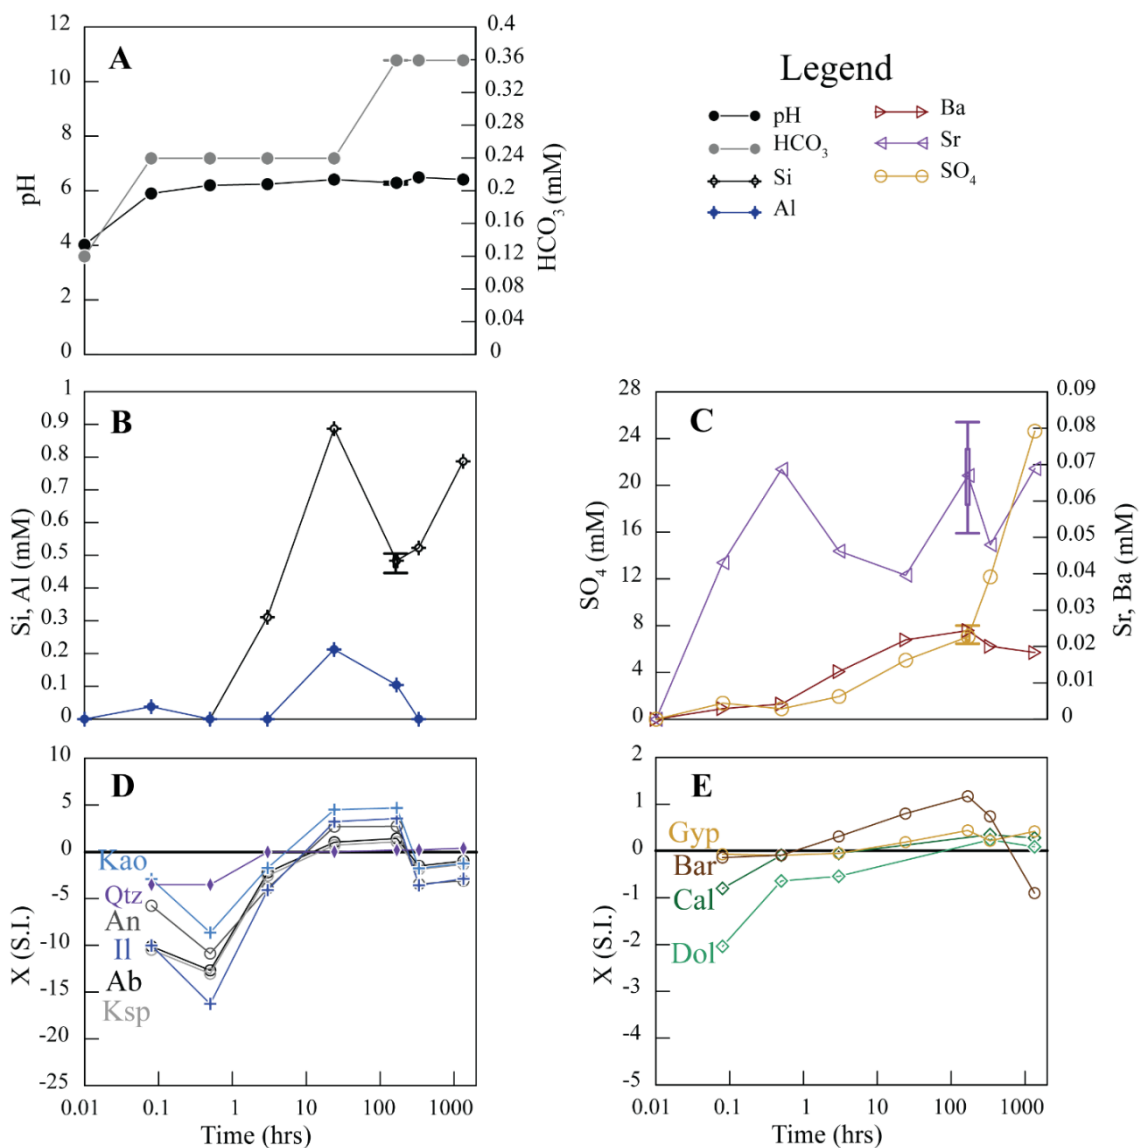 A
12
10
8
6
4
2
0
pH
0.4
0.36
0.32
0.28
0.24
0.2
0.16
0.12
0.08
0.04
0
HCO3 (mM)
Legend
pH
HCO3
Si
Al
Ba
Sr
SO4
B
1
0.9
0.8
0.7
0.6
0.5
0.4
0.3
0.2
0.1
0
Si, Al (mM)
C
28
24
20
16
12
8
4
0
SO4 (mM)
0.09
0.08
0.07
0.06
0.05
0.04
0.03
0.02
0.01
0
Sr, Ba (mM)
D
10
5
0
-5
-10
-15
-20
-25
X (S.I.)
Kao
Qtz
An
Il
Ab
Ksp
0.01
0.1
1
10
100
1000
Time (hrs)
E
2
1
0
-1
-2
-3
-4
-5
X (S.I.)
Gyp
Bar
Cal
Dol
0.01
0.1
1
10
100
1000
Time (hrs)